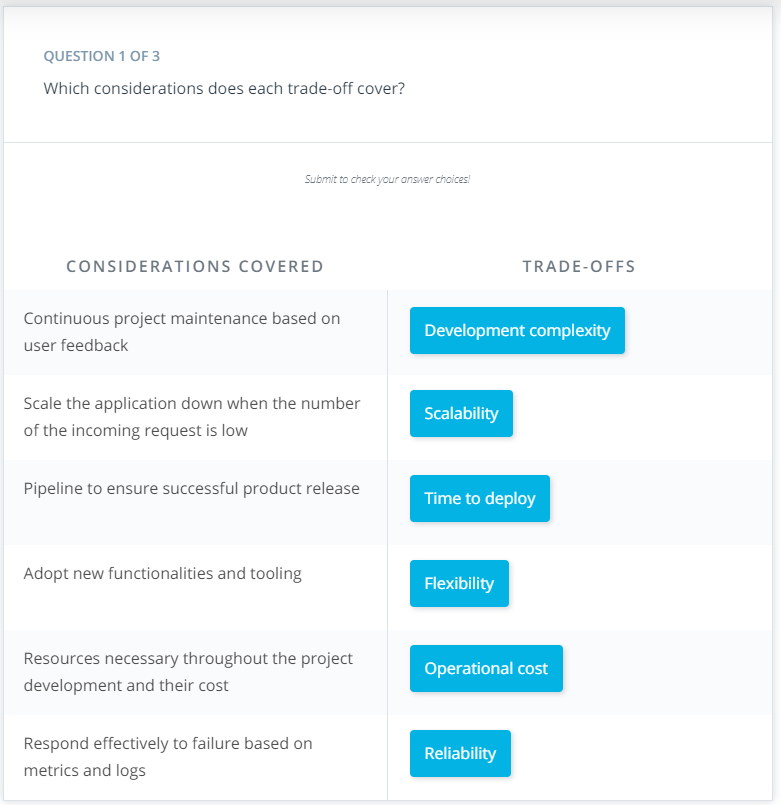 QUESTION 1 OF 3
Which considerations does each trade-off cover?
Submit to check your answer choices!
CONSIDERATIONS COVERED
TRADE-OFFS
Continuous project maintenance based on
user feedback
Development complexity
Scale the application down when the number
of the incoming request is low
Scalability
Pipeline to ensure successful product release
Time to deploy
Adopt new functionalities and tooling
Flexibility
Resources necessary throughout the project
development and their cost
Operational cost
Respond effectively to failure based on
metrics and logs
Reliability